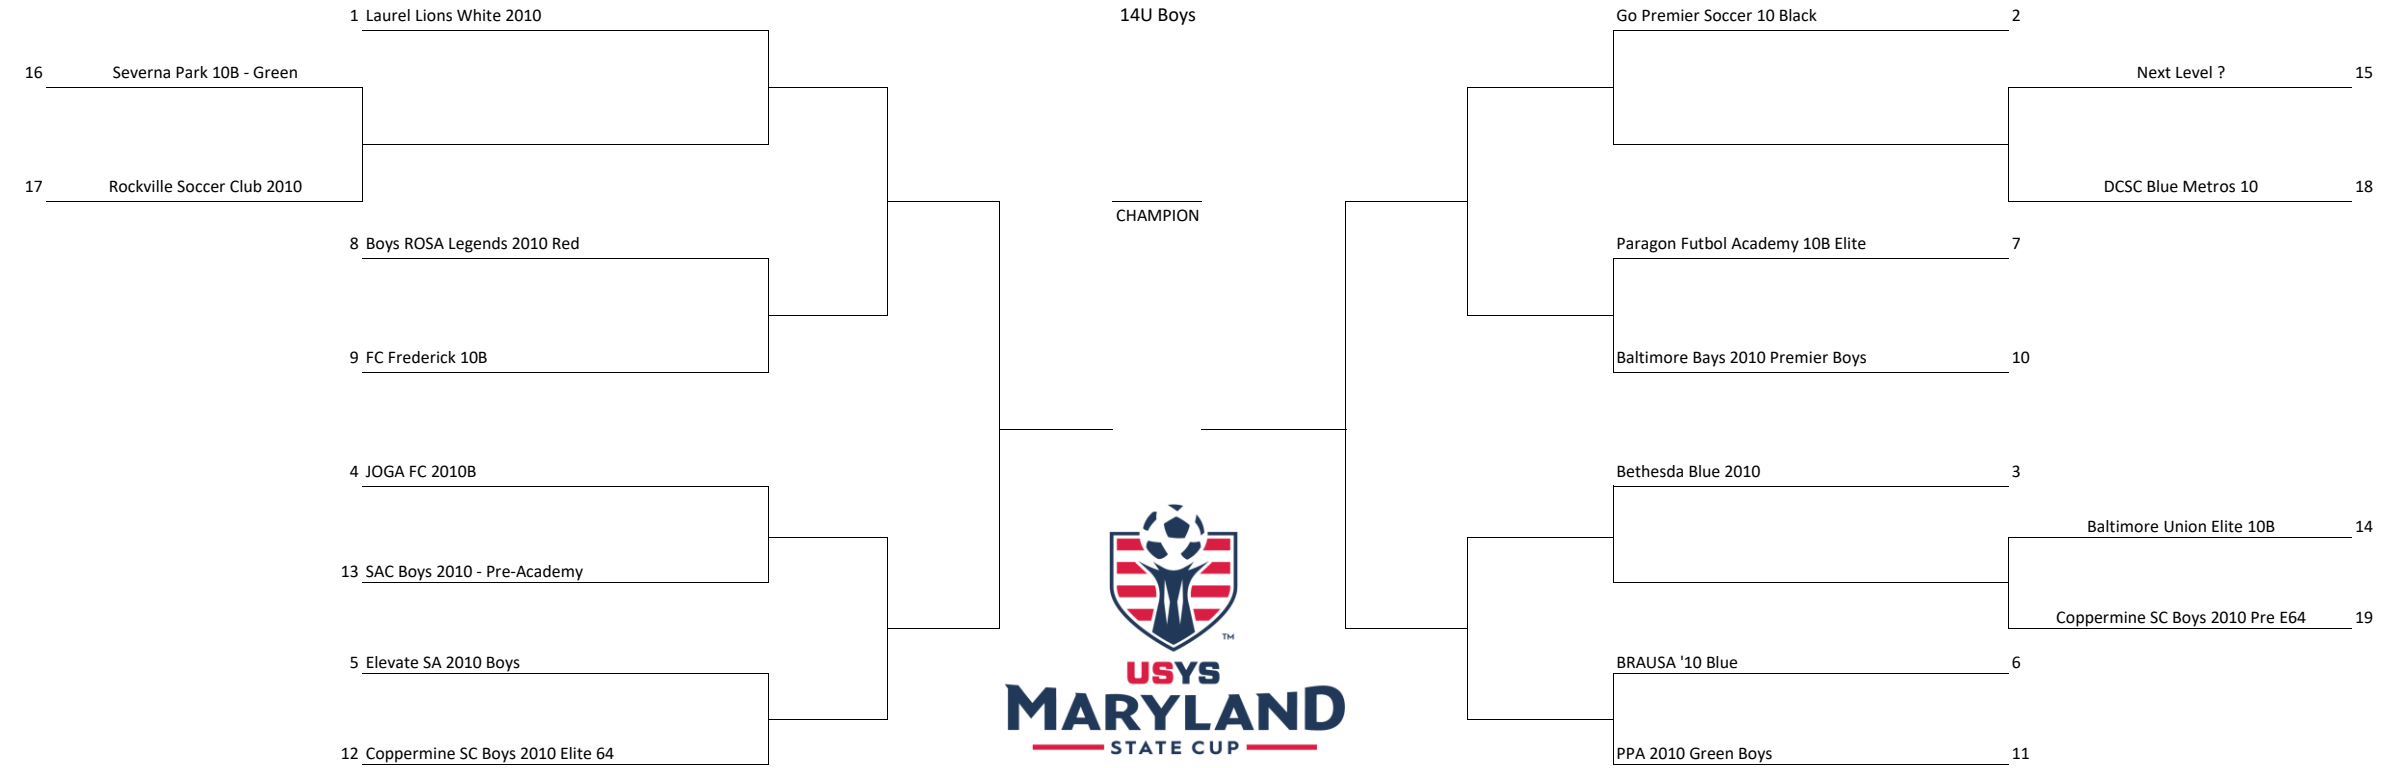 1 Laurel Lions White 2010
14U Boys
Go Premier Soccer 10 Black 2
16 Severna Park 10B - Green
Next Level ? 15
17 Rockville Soccer Club 2010
DCSC Blue Metros 10 18
CHAMPION
8 Boys ROSA Legends 2010 Red
Paragon Futbol Academy 10B Elite 7
9 FC Frederick 10B
Baltimore Bays 2010 Premier Boys 10
4 JOGA FC 2010B
Bethesda Blue 2010 3
Baltimore Union Elite 10B 14
13 SAC Boys 2010 - Pre-Academy
Coppermine SC Boys 2010 Pre E64 19
TM
5 Elevate SA 2010 Boys
USYS
BRAUSA '10 Blue 6
MARYLAND
STATE CUP
12 Coppermine SC Boys 2010 Elite 64
PPA 2010 Green Boys 11